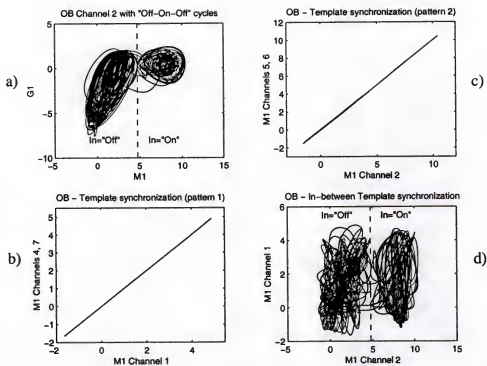 a)
OB Channel 2 with "Off-On-Off" cycles
5
0
-5
-10
G1
In="Off"
In="On"
-5 0 5 10 15
M1
c)
OB - Template synchronization (pattern 2)
12
10
8
6
4
2
0
-2
M1 Channels 5, 6
0 5 10
M1 Channel 2
b)
OB - Template synchronization (pattern 1)
5
4
3
2
1
0
-1
-2
M1 Channels 4, 7
-2 0 2 4
M1 Channel 1
d)
OB - In-between Template synchronization
6
4
2
0
-2
M1 Channel 1
In="Off"
In="On"
-5 0 5 10 15
M1 Channel 2